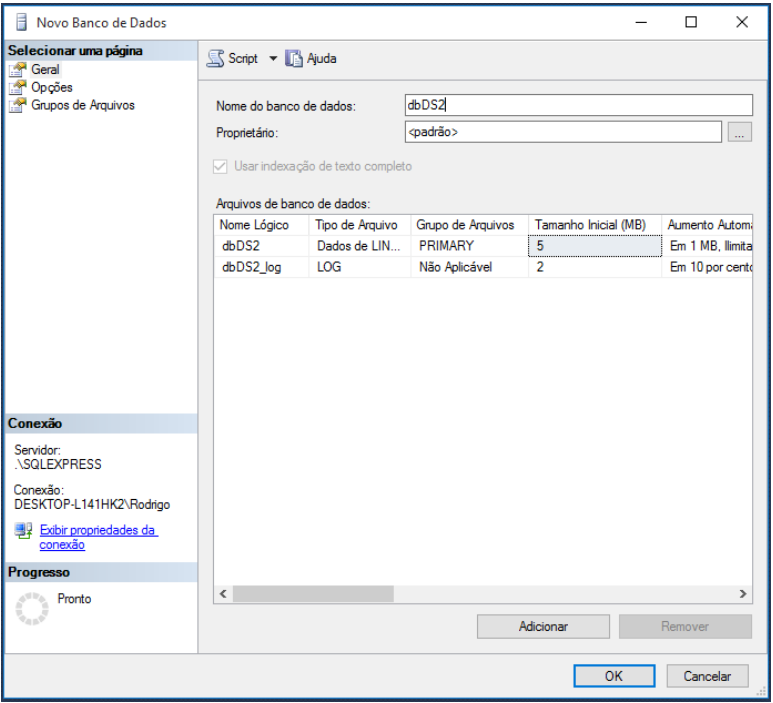 Novo Banco de Dados
Selecionar uma página
Geral
Opções
Grupos de Arquivos
Script
Ajuda
Nome do banco de dados: dbDS2
Proprietário: <padrão> ...
Usar indexação de texto completo
Arquivos de banco de dados:
Nome Lógico Tipo de Arquivo Grupo de Arquivos Tamanho Inicial (MB) Aumento Automá
dbDS2 Dados de LIN... PRIMARY 5 Em 1 MB, Ilimita
dbDS2_log LOG Não Aplicável 2 Em 10 por cento
Conexão
Servidor:
.\SQLEXPRESS
Conexão:
DESKTOP-L141HK2\Rodrigo
Exibir propriedades da
conexão
Progresso
Pronto
Adicionar Remover
OK Cancelar